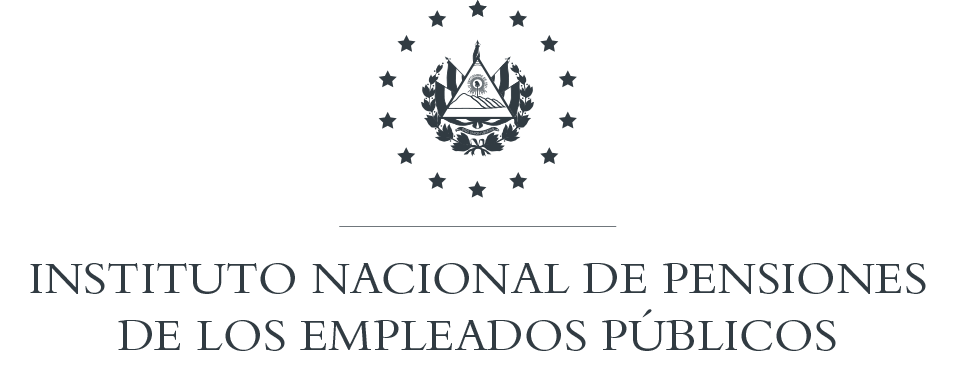 INSTITUTO NACIONAL DE PENSIONES
DE LOS EMPLEADOS PÚBLICOS